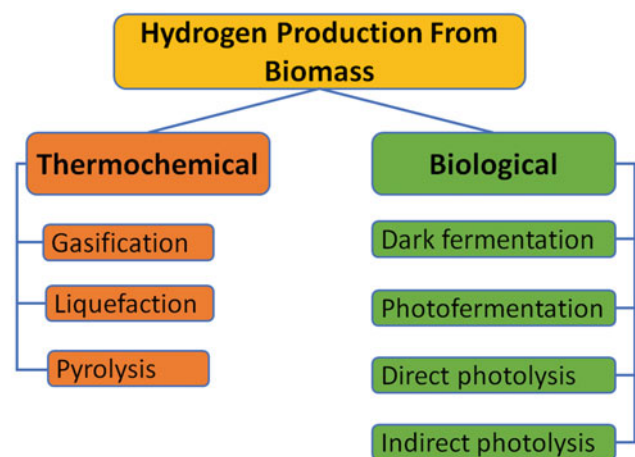 Hydrogen Production From
Biomass
Thermochemical
Gasification
Liquefaction
Pyrolysis
Biological
Dark fermentation
Photofermentation
Direct photolysis
Indirect photolysis